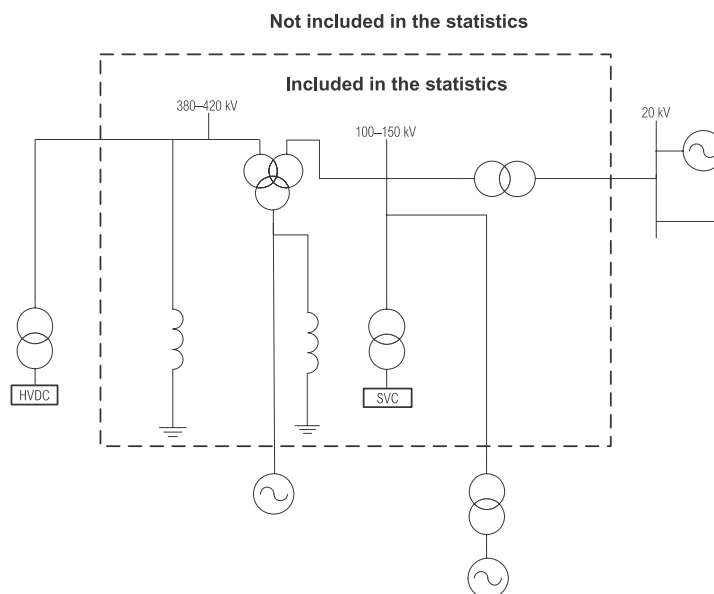 Not included in the statistics
Included in the statistics
380–420 kV
100–150 kV
20 kV
HVDC
SVC